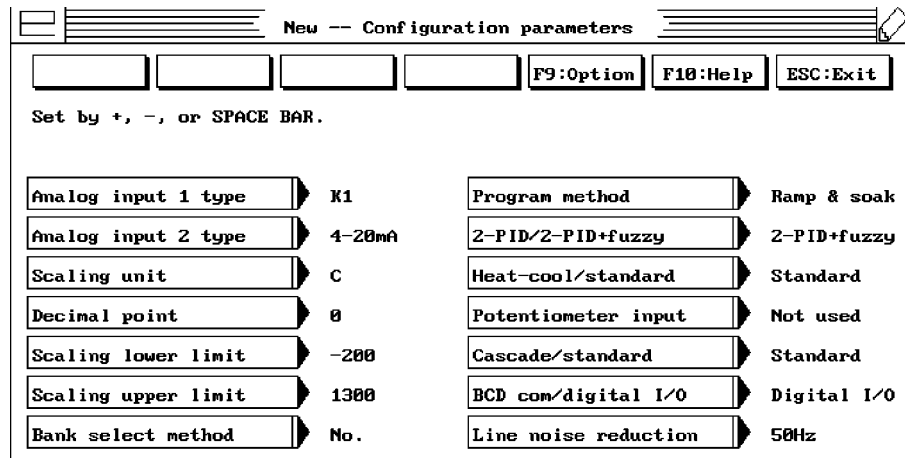 New -- Configuration parameters
F9:Option F10:Help ESC:Exit
Set by +, -, or SPACE BAR.
Analog input 1 type K1 Program method Ramp & soak
Analog input 2 type 4-20mA 2-PID/2-PID+fuzzy 2-PID+fuzzy
Scaling unit C Heat-cool/standard Standard
Decimal point 0 Potentiometer input Not used
Scaling lower limit -200 Cascade/standard Standard
Scaling upper limit 1300 BCD com/digital I/O Digital I/O
Bank select method No. Line noise reduction 50Hz